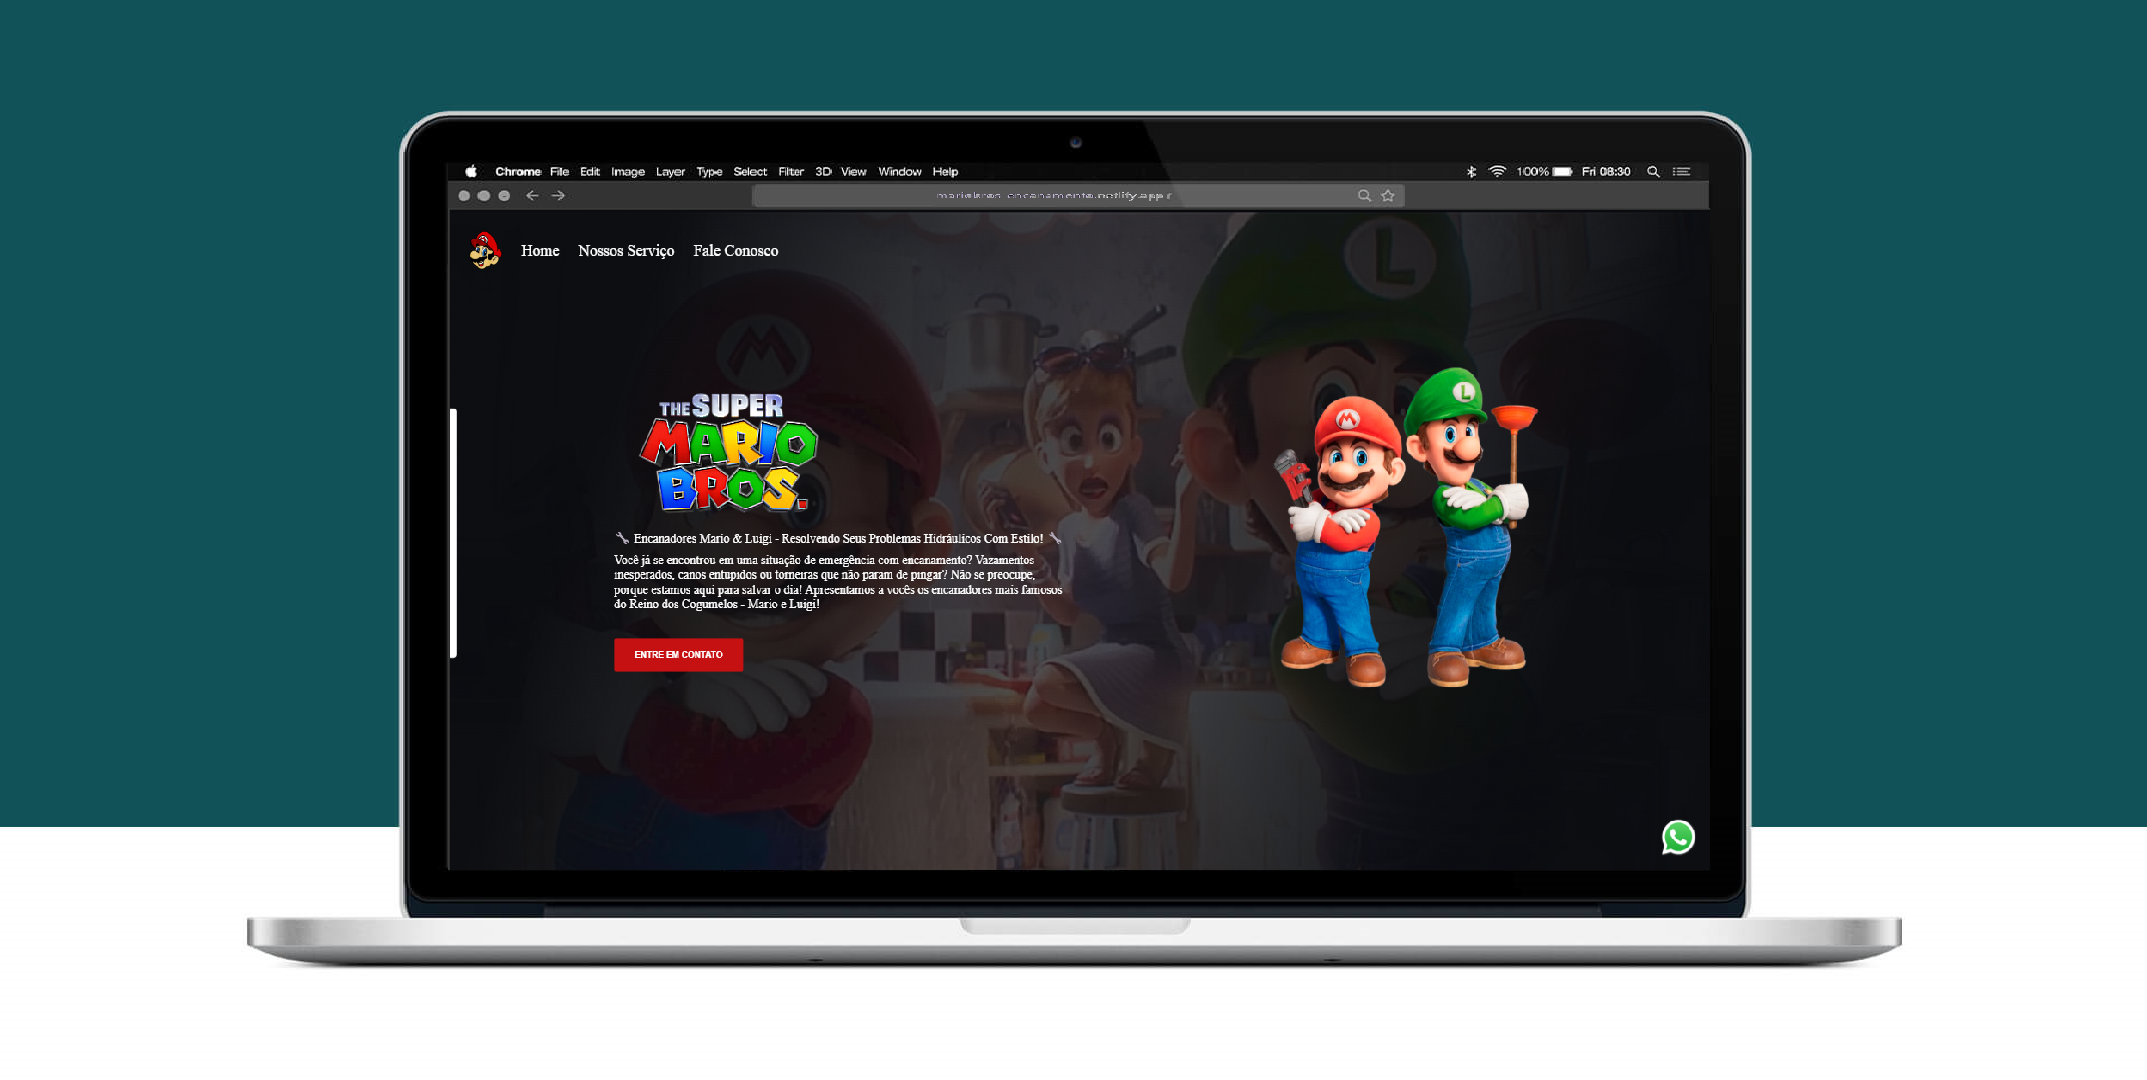 Chrome File Edit Image Layer Type Select Filter 3D View Window Help 100% Fri 08:30
Home Nossos Serviço Fale Conosco
M
L
L
M
THE SUPER
MARIO
BROS.
Encanadores Mario & Luigi - Resolvendo Seus Problemas Hidráulicos Com Estilo!
Você já se encontrou em uma situação de emergência com encanamento? Vazamentos
inesperados, canos entupidos ou torneiras que não param de pingar? Não se preocupe,
porque estamos aqui para salvar o dia! Apresentamos a vocês os encanadores mais famosos
do Reino dos Cogumelos - Mario e Luigi!
ENTRE EM CONTATO